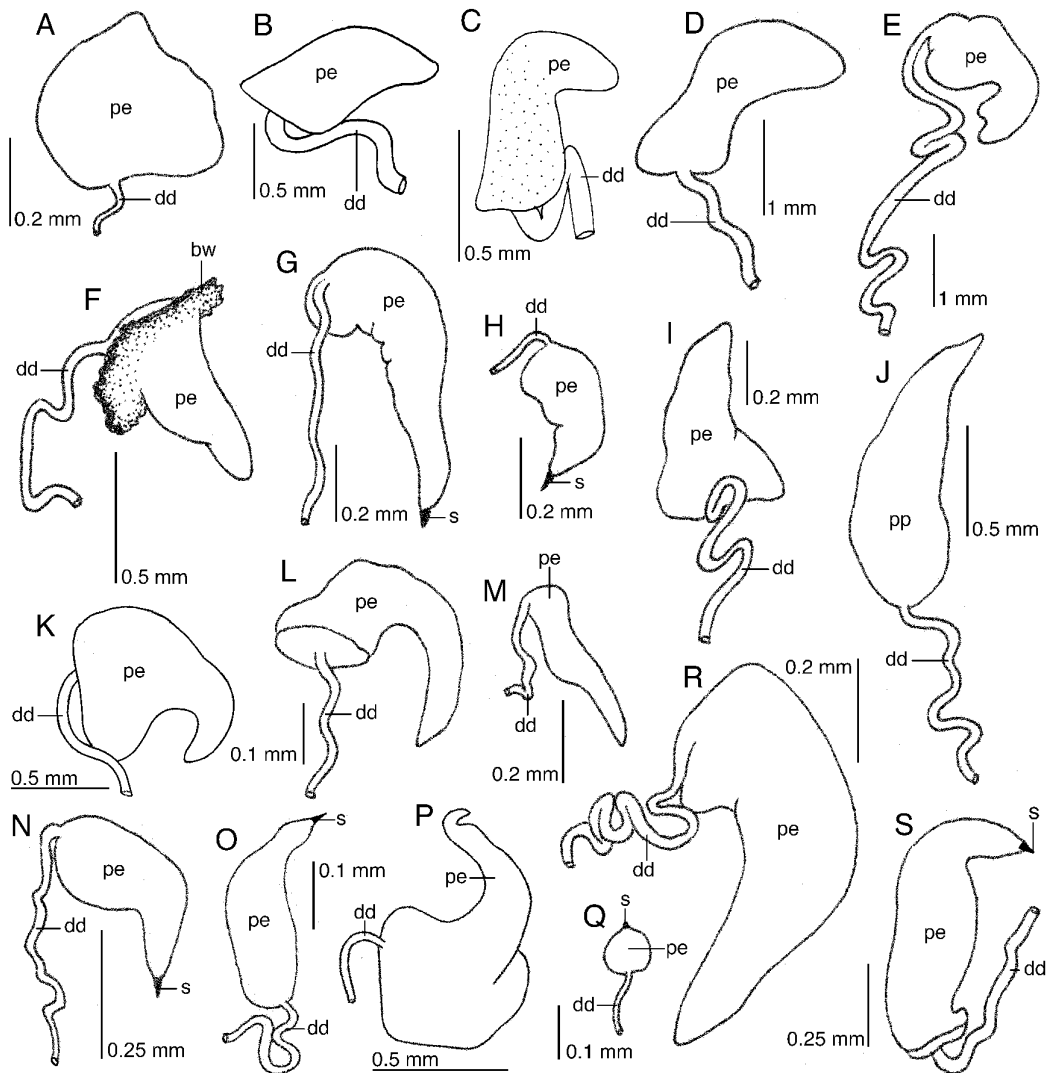 A
pe
dd
0.2 mm
B
pe
0.5 mm
dd
C
pe
dd
0.5 mm
D
pe
1 mm
dd
E
pe
dd
1 mm
F
bw
dd
pe
0.5 mm
G
pe
dd
0.2 mm
s
H
dd
pe
s
0.2 mm
I
0.2 mm
pe
dd
J
0.5 mm
pp
dd
K
pe
dd
0.5 mm
L
pe
0.1 mm
dd
M
pe
dd
0.2 mm
N
pe
dd
s
0.25 mm
O
s
0.1 mm
pe
dd
P
pe
dd
0.5 mm
Q
s
pe
dd
0.1 mm
R
0.2 mm
pe
dd
S
s
pe
dd
0.25 mm